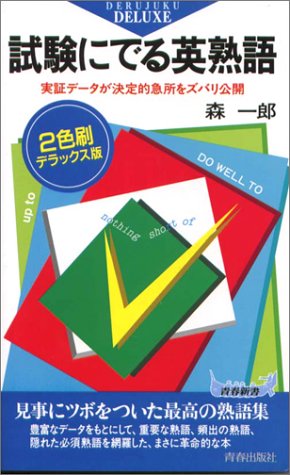 DERUJUKU
DELUXE
試験にでる英熟語
実証データが決定的急所をズバリ公開
森 一郎
2色刷
デラックス版
up to
DO WELL TO
nothing short of
青春新書
見事にツボをついた最高の熟語集
豊富なデータをもとにして、重要な熟語、頻出の熟語、
隠れた必須熟語を網羅した、まさに革命的な本
青春出版社